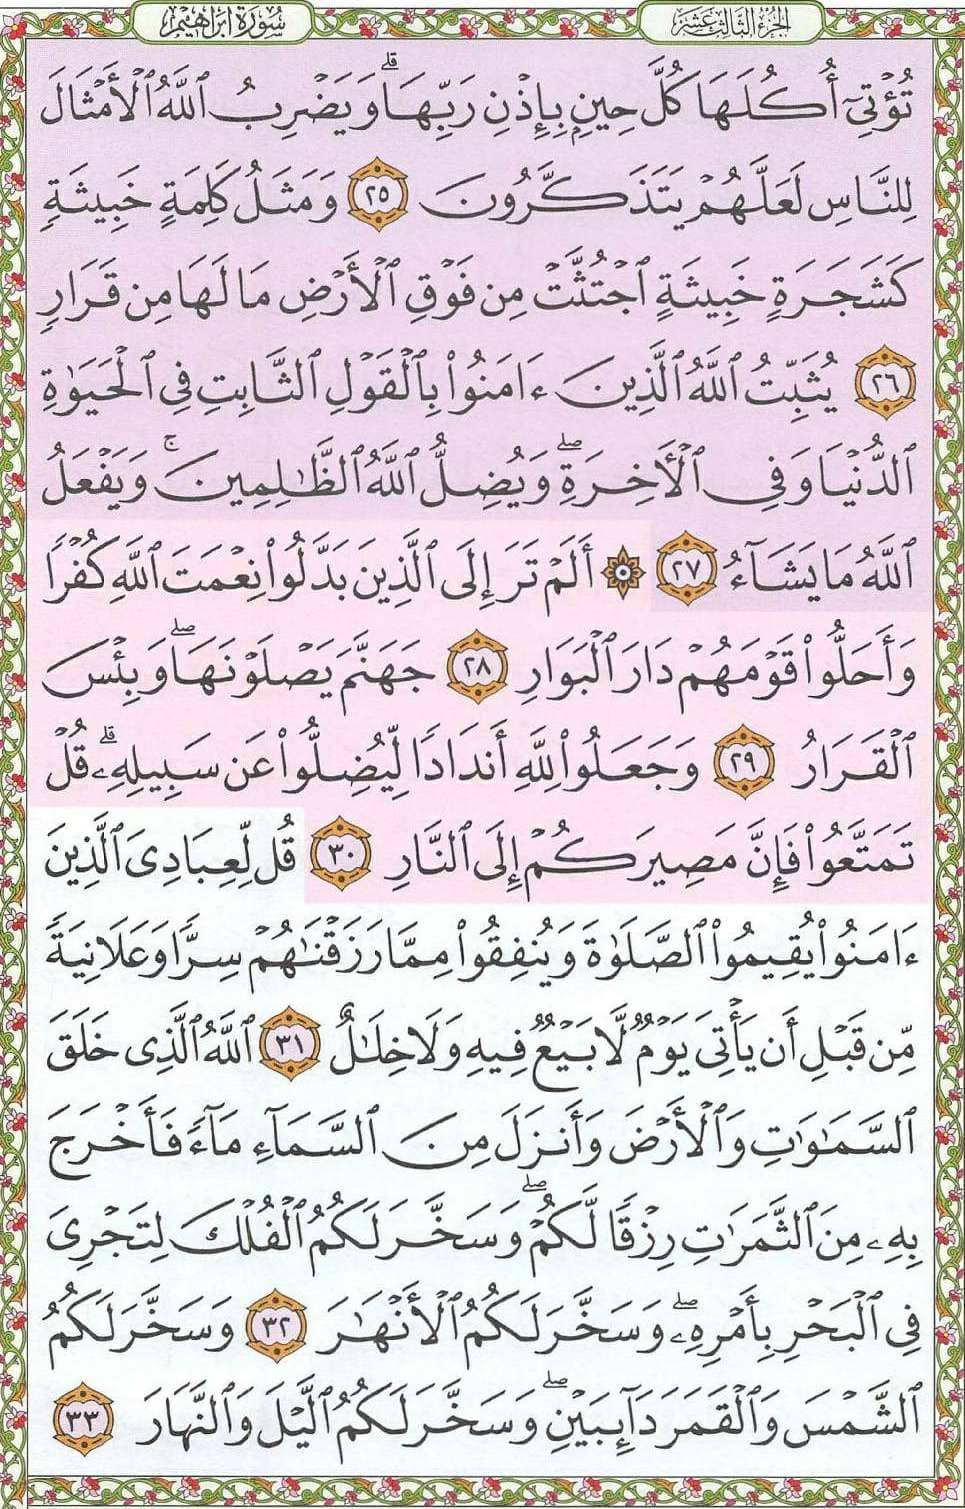 الجزء الثالث عشر
سورة ابراهيم
تُؤۡتِيٓ أُكُلَهَا كُلَّ حِينِۭ بِإِذۡنِ رَبِّهَاۗ وَيَضۡرِبُ ٱللَّهُ ٱلۡأَمۡثَالَ
لِلنَّاسِ لَعَلَّهُمۡ يَتَذَكَّرُونَ ٢٥ وَمَثَلُ كَلِمَةٍ خَبِيثَةٖ
كَشَجَرَةٍ خَبِيثَةٍ ٱجۡتُثَّتۡ مِن فَوۡقِ ٱلۡأَرۡضِ مَا لَهَا مِن قَرَارٖ
٢٦ يُثَبِّتُ ٱللَّهُ ٱلَّذِينَ ءَامَنُواْ بِٱلۡقَوۡلِ ٱلثَّابِتِ فِي ٱلۡحَيَوٰةِ
ٱلدُّنۡيَا وَفِي ٱلۡأٓخِرَةِۖ وَيُضِلُّ ٱللَّهُ ٱلظَّٰلِمِينَۚ وَيَفۡعَلُ
ٱللَّهُ مَا يَشَآءُ ٢٧ ۞ أَلَمۡ تَرَ إِلَى ٱلَّذِينَ بَدَّلُواْ نِعۡمَتَ ٱللَّهِ كُفۡرٗا
وَأَحَلُّواْ قَوۡمَهُمۡ دَارَ ٱلۡبَوَارِ ٢٨ جَهَنَّمَ يَصۡلَوۡنَهَاۖ وَبِئۡسَ
ٱلۡقَرَارُ ٢٩ وَجَعَلُواْ لِلَّهِ أَندَادٗا لِّيُضِلُّواْ عَن سَبِيلِهِۦۗ قُلۡ
تَمَتَّعُواْ فَإِنَّ مَصِيرَكُمۡ إِلَى ٱلنَّارِ ٣٠ قُل لِّعِبَادِيَ ٱلَّذِينَ
ءَامَنُواْ يُقِيمُواْ ٱلصَّلَوٰةَ وَيُنفِقُواْ مِمَّا رَزَقۡنَٰهُمۡ سِرّٗا وَعَلَانِيَةٗ
مِّن قَبۡلِ أَن يَأۡتِيَ يَوۡمٞ لَّا بَيۡعٞ فِيهِ وَلَا خِلَٰلٌ ٣١ ٱللَّهُ ٱلَّذِي خَلَقَ
ٱلسَّمَٰوَٰتِ وَٱلۡأَرۡضَ وَأَنزَلَ مِنَ ٱلسَّمَآءِ مَآءٗ فَأَخۡرَجَ
بِهِۦ مِنَ ٱلثَّمَرَٰتِ رِزۡقٗا لَّكُمۡۖ وَسَخَّرَ لَكُمُ ٱلۡفُلۡكَ لِتَجۡرِيَ
فِي ٱلۡبَحۡرِ بِأَمۡرِهِۦۖ وَسَخَّرَ لَكُمُ ٱلۡأَنۡهَٰرَ ٣٢ وَسَخَّرَ لَكُمُ
ٱلشَّمۡسَ وَٱلۡقَمَرَ دَآئِبَيۡنِۖ وَسَخَّرَ لَكُمُ ٱلَّيۡلَ وَٱلنَّهَارَ ٣٣